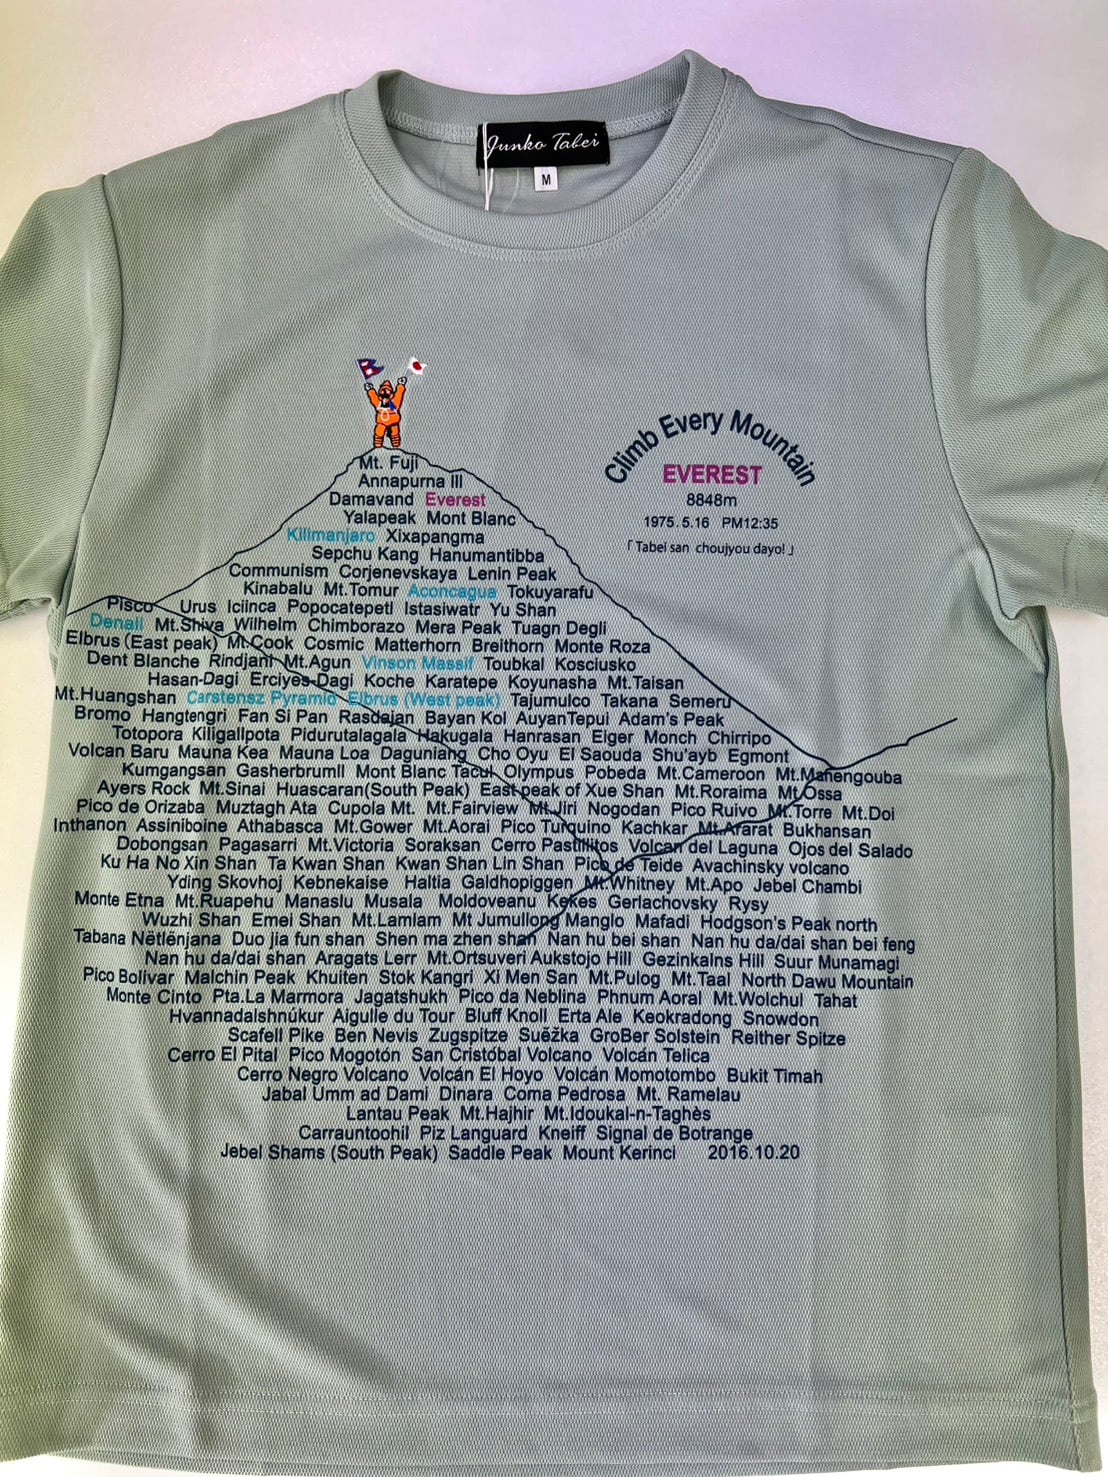 Junko Tabei
M
Climb Every Mountain
EVEREST
8848m
1975.5.16 PM12:35
「Tabei san choujyou dayo!」
Mt. Fuji
Annapurna III
Damavand Everest
Yalapeak Mont Blanc
Kilimanjaro Xixapangma
Sepchu Kang Hanumantibba
Communism Corjenevskaya Lenin Peak
Kinabalu Mt.Tomur Aconcagua Tokuyarafu
Pisco Urus Iciinca Popocatepetl Istasiwatr Yu Shan
Denali Mt.Shiva Wilhelm Chimborazo Mera Peak Tuagn Degli
Elbrus (East peak) Mt.Cook Cosmic Matterhorn Breithorn Monte Roza
Dent Blanche Rindjani Mt.Agun Vinson Massif Toubkal Kosciusko
Hasan-Dagi Erciyes-Dagi Koche Karatepe Koyunasha Mt.Taisan
Mt.Huangshan Carstensz Pyramid Elbrus (West peak) Tajumulco Takana Semeru
Bromo Hangtengri Fan Si Pan Rasdajan Bayan Kol AuyanTepui Adam's Peak
Totopora Kiligallpota Pidurutalagala Hakugala Hanrasan Eiger Monch Chirripo
Volcan Baru Mauna Kea Mauna Loa Daguniang Cho Oyu El Saouda Shu'ayb Egmont
Kumgangsan GasherbrumII Mont Blanc Tacul Olympus Pobeda Mt.Cameroon Mt.Mahengouba
Ayers Rock Mt.Sinai Huascaran(South Peak) East peak of Xue Shan Mt.Roraima Mt.Ossa
Pico de Orizaba Muztagh Ata Cupola Mt. Mt.Fairview Mt.Jiri Nogodan Pico Ruivo Mt.Torre Mt.Doi
Inthanon Assiniboine Athabasca Mt.Gower Mt.Aorai Pico Turquino Kachkar Mt.Ararat Bukhansan
Dobongsan Pagasarri Mt.Victoria Soraksan Cerro Pastillitos Volcan del Laguna Ojos del Salado
Ku Ha No Xin Shan Ta Kwan Shan Kwan Shan Lin Shan Pico de Teide Avachinsky volcano
Yding Skovhoj Kebnekaise Haltia Galdhopiggen Mt.Whitney Mt.Apo Jebel Chambi
Monte Etna Mt.Ruapehu Manaslu Musala Moldoveanu Kekes Gerlachovsky Rysy
Wuzhi Shan Emei Shan Mt.Lamlam Mt Jumullong Manglo Mafadi Hodgson's Peak north
Tabana Nëtlënjana Duo jia fun shan Shen ma zhen shan Nan hu bei shan Nan hu da/dai shan bei feng
Nan hu da/dai shan Aragats Lerr Mt.Ortsuveri Aukstojo Hill Gezinkalns Hill Suur Munamagi
Pico Bolivar Malchin Peak Khuiten Stok Kangri Xi Men San Mt.Pulog Mt.Taal North Dawu Mountain
Monte Cinto Pta.La Marmora Jagatshukh Pico da Neblina Phnum Aoral Mt.Wolchul Tahat
Hvannadalshnúkur Aigulle du Tour Bluff Knoll Erta Ale Keokradong Snowdon
Scafell Pike Ben Nevis Zugspitze Suěžka GroBer Solstein Reither Spitze
Cerro El Pital Pico Mogotón San Cristóbal Volcano Volcán Telica
Cerro Negro Volcano Volcán El Hoyo Volcán Momotombo Bukit Timah
Jabal Umm ad Dami Dinara Coma Pedrosa Mt. Ramelau
Lantau Peak Mt.Hajhir Mt.Idoukal-n-Taghès
Carrauntoohil Piz Languard Kneiff Signal de Botrange
Jebel Shams (South Peak) Saddle Peak Mount Kerinci 2016.10.20